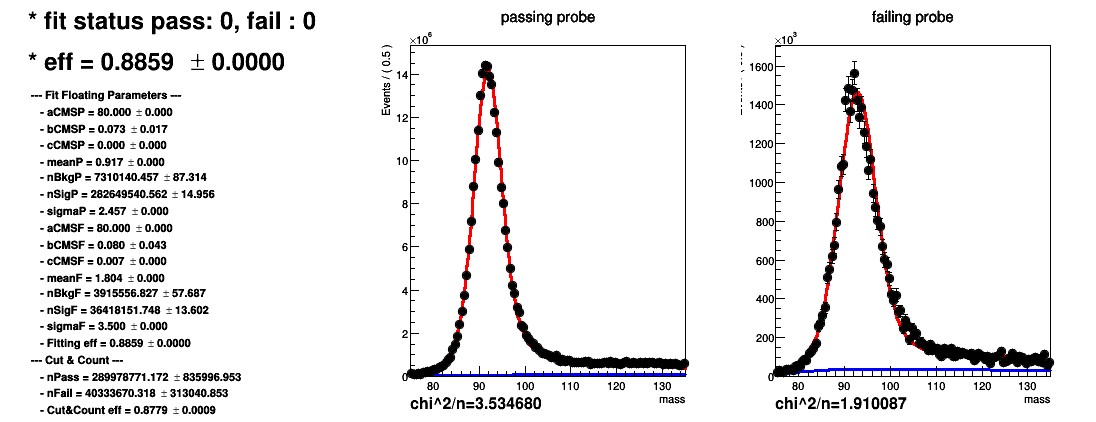 * fit status pass: 0, fail : 0
* eff = 0.8859 ± 0.0000
--- Fit Floating Parameters ---
- aCMSP = 80.000 ± 0.000
- bCMSP = 0.073 ± 0.017
- cCMSP = 0.000 ± 0.000
- meanP = 0.917 ± 0.000
- nBkgP = 7310140.457 ± 87.314
- nSigP = 282649540.562 ± 14.956
- sigmaP = 2.457 ± 0.000
- aCMSF = 80.000 ± 0.000
- bCMSF = 0.080 ± 0.043
- cCMSF = 0.007 ± 0.000
- meanF = 1.804 ± 0.000
- nBkgF = 3915556.827 ± 57.687
- nSigF = 36418151.748 ± 13.602
- sigmaF = 3.500 ± 0.000
- Fitting eff = 0.8859 ± 0.0000
--- Cut & Count ---
- nPass = 289978771.172 ± 835996.953
- nFail = 40333670.318 ± 313040.853
- Cut&Count eff = 0.8779 ± 0.0009
passing probe
×10⁶
Events / ( 0.5 )
14
12
10
8
6
4
2
0
80 90 100 110 120 130
mass
chi^2/n=3.534680
failing probe
×10³
1600
1400
1200
1000
800
600
400
200
0
80 90 100 110 120 130
mass
chi^2/n=1.910087